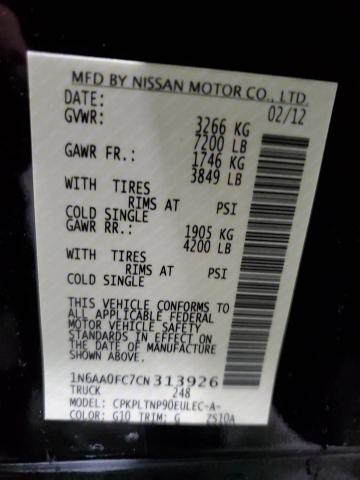 MFD BY NISSAN MOTOR CO., LTD.
DATE: 02/12
GVWR: 3266 KG
7200 LB
GAWR FR.: 1746 KG
3849 LB
WITH TIRES
RIMS AT PSI
COLD SINGLE
GAWR RR.: 1905 KG
4200 LB
WITH TIRES
RIMS AT PSI
COLD SINGLE
THIS VEHICLE CONFORMS TO
ALL APPLICABLE FEDERAL
MOTOR VEHICLE SAFETY
STANDARDS IN EFFECT ON
THE DATE OF MANUFACTURE
SHOWN ABOVE.
1N6AA0FC7CN313926
TRUCK 248
MODEL: CPKPLTNP90EULEC-A-
COLOR: G10 TRIM: G ZS10A